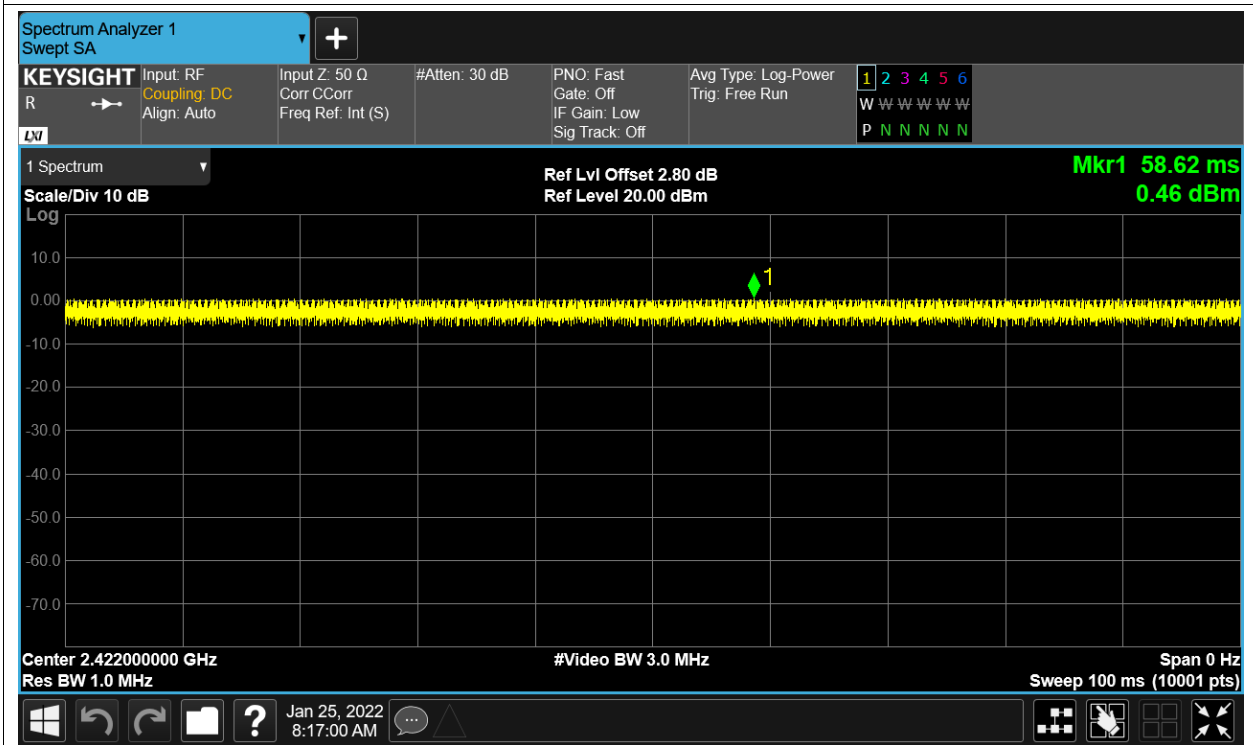 Spectrum Analyzer 1
Swept SA
KEYSIGHT
R
LXI
Input: RF
Coupling: DC
Align: Auto
Input Z: 50 Ω
Corr CCorr
Freq Ref: Int (S)
#Atten: 30 dB
PNO: Fast
Gate: Off
IF Gain: Low
Sig Track: Off
Avg Type: Log-Power
Trig: Free Run
1 2 3 4 5 6
W W W W W W
P N N N N N
1 Spectrum
Scale/Div 10 dB
Ref Lvl Offset 2.80 dB
Ref Level 20.00 dBm
Mkr1 58.62 ms
0.46 dBm
Log
10.0
0.00
-10.0
-20.0
-30.0
-40.0
-50.0
-60.0
-70.0
1
Center 2.422000000 GHz
Res BW 1.0 MHz
#Video BW 3.0 MHz
Span 0 Hz
Sweep 100 ms (10001 pts)
?
Jan 25, 2022
8:17:00 AM